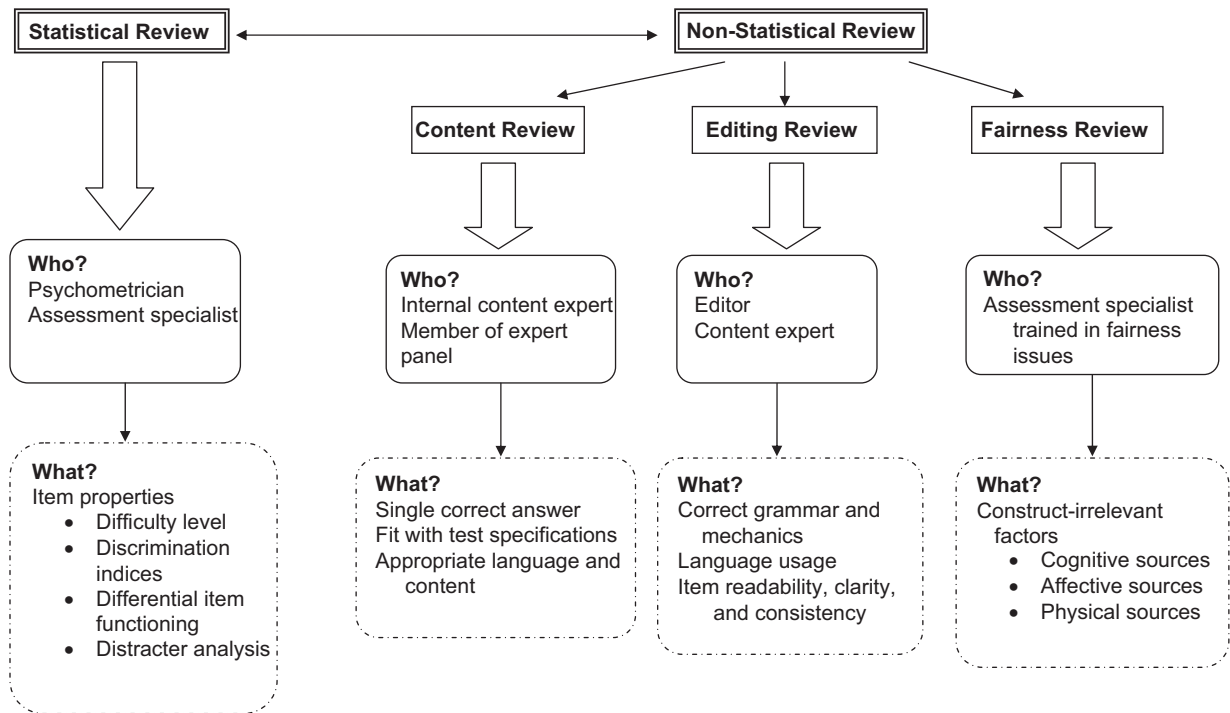 Statistical Review
Non-Statistical Review
Content Review
Editing Review
Fairness Review
Who?
Psychometrician
Assessment specialist
Who?
Internal content expert
Member of expert
panel
Who?
Editor
Content expert
Who?
Assessment specialist
trained in fairness
issues
What?
Item properties
• Difficulty level
• Discrimination
indices
• Differential item
functioning
• Distracter analysis
What?
Single correct answer
Fit with test specifications
Appropriate language and
content
What?
Correct grammar and
mechanics
Language usage
Item readability, clarity,
and consistency
What?
Construct-irrelevant
factors
• Cognitive sources
• Affective sources
• Physical sources